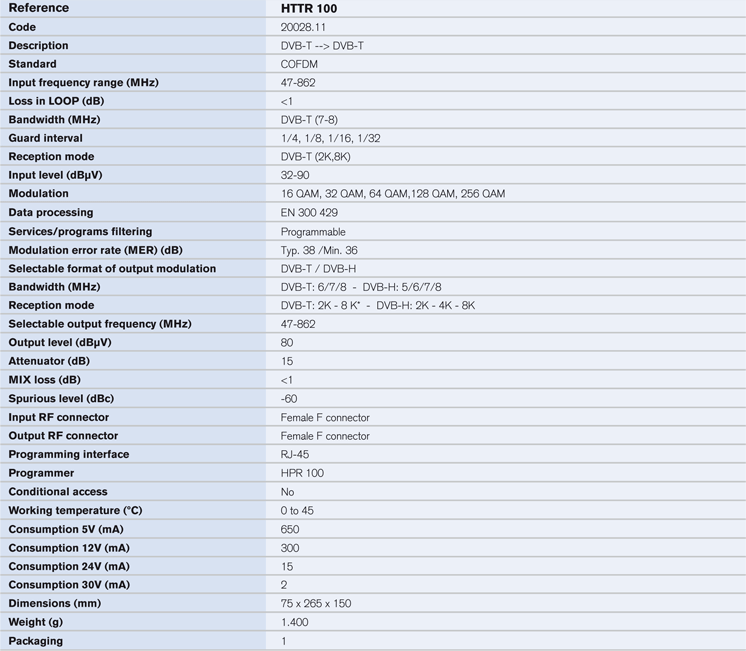 Reference HTTR 100
Code 20028.11
Description DVB-T --> DVB-T
Standard COFDM
Input frequency range (MHz) 47-862
Loss in LOOP (dB) <1
Bandwidth (MHz) DVB-T (7-8)
Guard interval 1/4, 1/8, 1/16, 1/32
Reception mode DVB-T (2K,8K)
Input level (dBµV) 32-90
Modulation 16 QAM, 32 QAM, 64 QAM,128 QAM, 256 QAM
Data processing EN 300 429
Services/programs filtering Programmable
Modulation error rate (MER) (dB) Typ. 38 /Min. 36
Selectable format of output modulation DVB-T / DVB-H
Bandwidth (MHz) DVB-T: 6/7/8 - DVB-H: 5/6/7/8
Reception mode DVB-T: 2K - 8 K* - DVB-H: 2K - 4K - 8K
Selectable output frequency (MHz) 47-862
Output level (dBµV) 80
Attenuator (dB) 15
MIX loss (dB) <1
Spurious level (dBc) -60
Input RF connector Female F connector
Output RF connector Female F connector
Programming interface RJ-45
Programmer HPR 100
Conditional access No
Working temperature (°C) 0 to 45
Consumption 5V (mA) 650
Consumption 12V (mA) 300
Consumption 24V (mA) 15
Consumption 30V (mA) 2
Dimensions (mm) 75 x 265 x 150
Weight (g) 1.400
Packaging 1